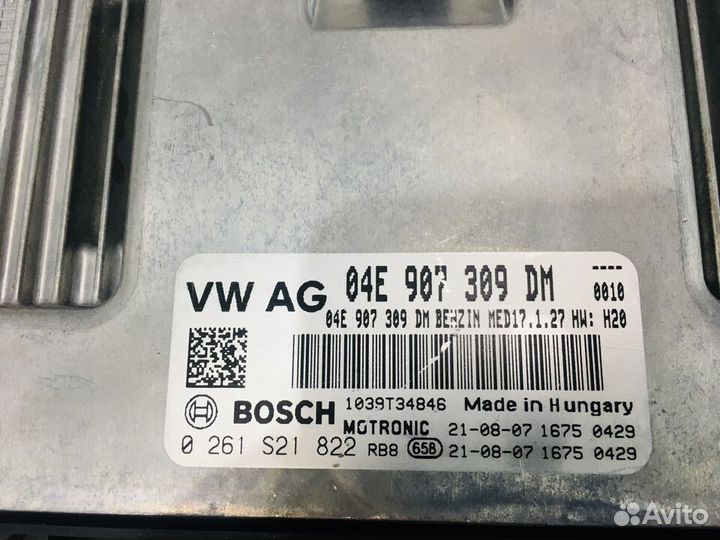 VW AG 04E 907 309 DM ----
0010
04E 907 309 DM BENZIN MED17.1.27 HW: H20
BOSCH 1039T34846 Made in Hungary
MOTRONIC 21-08-07 1675 0429
0 261 S21 822 RB8 65B 21-08-07 1675 0429
Avito